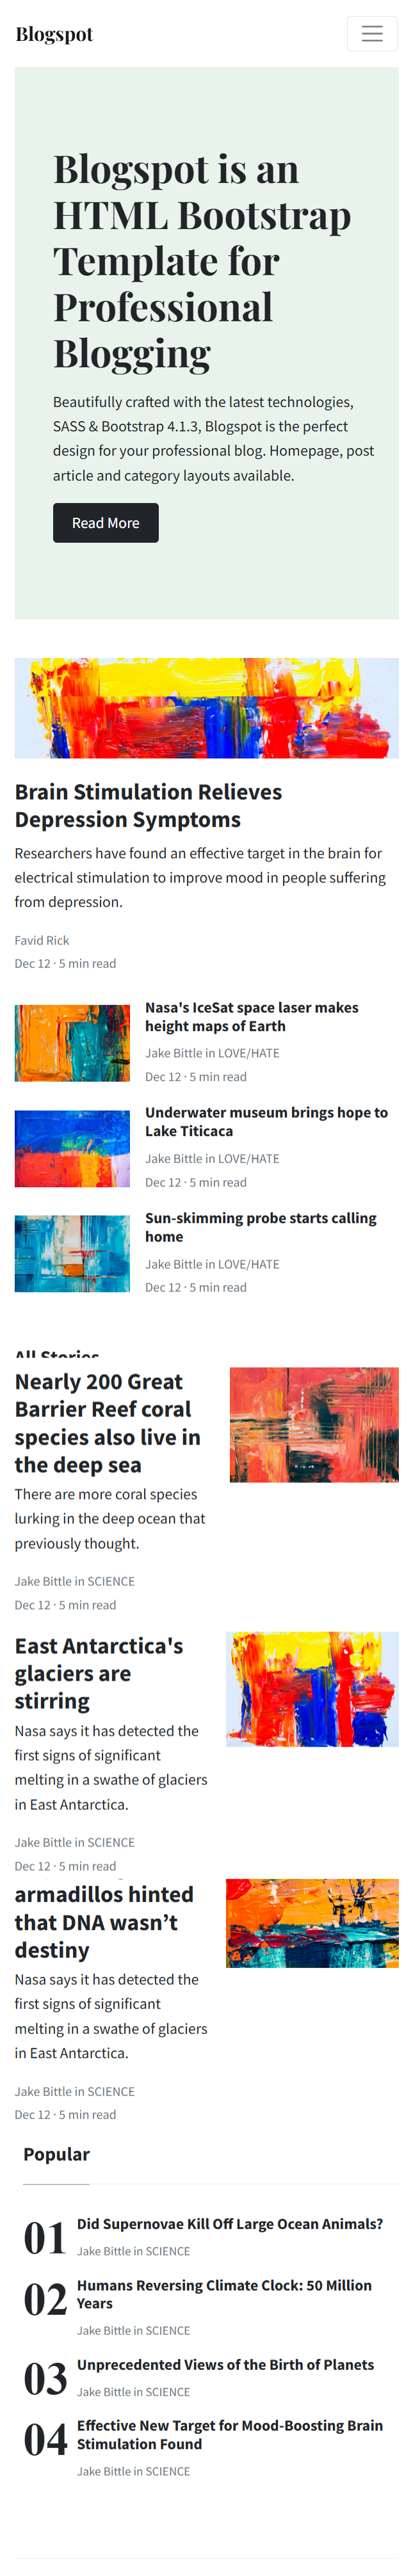 Blogspot
Blogspot is an
HTML Bootstrap
Template for
Professional
Blogging
Beautifully crafted with the latest technologies,
SASS & Bootstrap 4.1.3, Blogspot is the perfect
design for your professional blog. Homepage, post
article and category layouts available.
Read More
Brain Stimulation Relieves
Depression Symptoms
Researchers have found an effective target in the brain for
electrical stimulation to improve mood in people suffering
from depression.
Favid Rick
Dec 12 · 5 min read
Nasa's IceSat space laser makes
height maps of Earth
Jake Bittle in LOVE/HATE
Dec 12 · 5 min read
Underwater museum brings hope to
Lake Titicaca
Jake Bittle in LOVE/HATE
Dec 12 · 5 min read
Sun-skimming probe starts calling
home
Jake Bittle in LOVE/HATE
Dec 12 · 5 min read
All Stories
Nearly 200 Great
Barrier Reef coral
species also live in
the deep sea
There are more coral species
lurking in the deep ocean that
previously thought.
Jake Bittle in SCIENCE
Dec 12 · 5 min read
East Antarctica's
glaciers are
stirring
Nasa says it has detected the
first signs of significant
melting in a swathe of glaciers
in East Antarctica.
Jake Bittle in SCIENCE
Dec 12 · 5 min read
armadillos hinted
that DNA wasn’t
destiny
Nasa says it has detected the
first signs of significant
melting in a swathe of glaciers
in East Antarctica.
Jake Bittle in SCIENCE
Dec 12 · 5 min read
Popular
01 Did Supernovae Kill Off Large Ocean Animals?
Jake Bittle in SCIENCE
02 Humans Reversing Climate Clock: 50 Million
Years
Jake Bittle in SCIENCE
03 Unprecedented Views of the Birth of Planets
Jake Bittle in SCIENCE
04 Effective New Target for Mood-Boosting Brain
Stimulation Found
Jake Bittle in SCIENCE